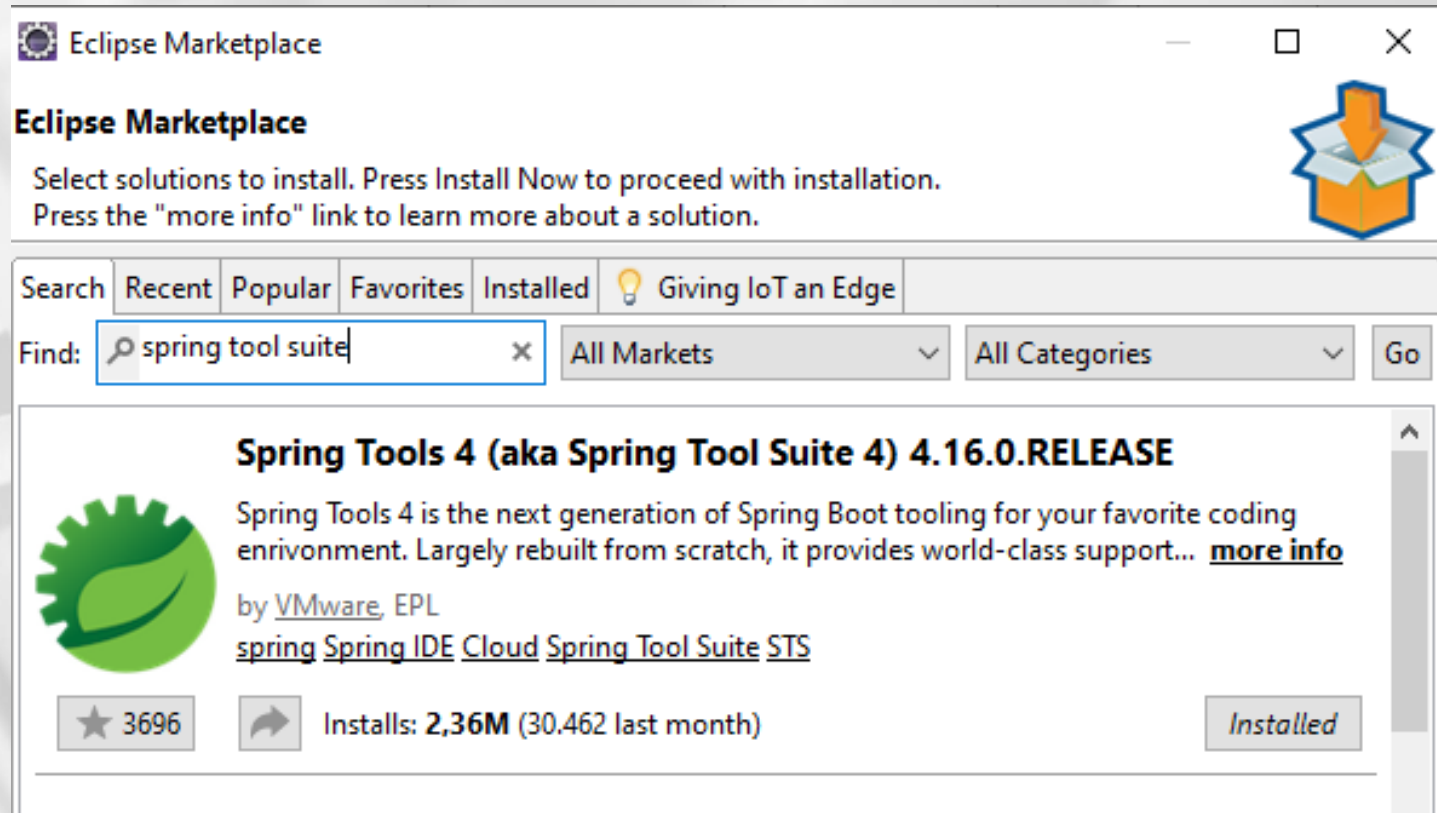 Eclipse Marketplace
Eclipse Marketplace
Select solutions to install. Press Install Now to proceed with installation.
Press the "more info" link to learn more about a solution.
Search Recent Popular Favorites Installed Giving IoT an Edge
Find: spring tool suite All Markets All Categories Go
Spring Tools 4 (aka Spring Tool Suite 4) 4.16.0.RELEASE
Spring Tools 4 is the next generation of Spring Boot tooling for your favorite coding
enrivonment. Largely rebuilt from scratch, it provides world-class support... more info
by VMware, EPL
spring Spring IDE Cloud Spring Tool Suite STS
3696 Installs: 2,36M (30.462 last month) Installed